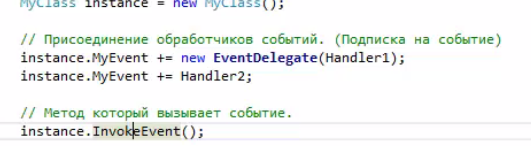 MyClass instance = new MyClass();
// Присоединение обработчиков событий. (Подписка на событие)
instance.MyEvent += new EventDelegate(Handler1);
instance.MyEvent += Handler2;
// Метод который вызывает событие.
instance.InvokeEvent();